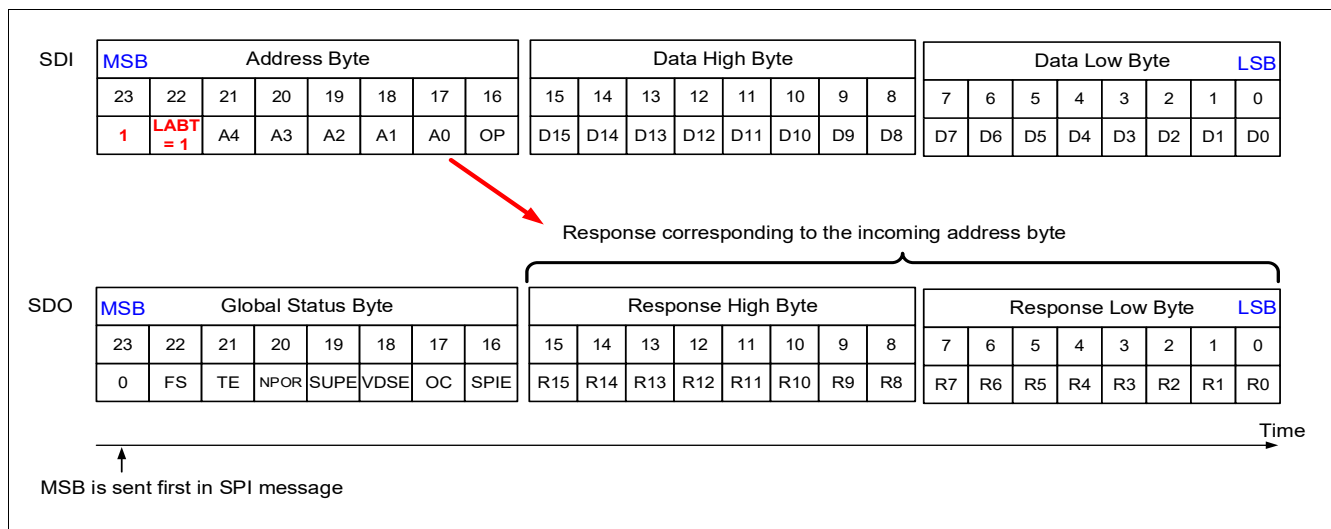 SDI
MSB Address Byte Data High Byte Data Low Byte LSB
23 22 21 20 19 18 17 16 15 14 13 12 11 10 9 8 7 6 5 4 3 2 1 0
1 LABT = 1 A4 A3 A2 A1 A0 OP D15 D14 D13 D12 D11 D10 D9 D8 D7 D6 D5 D4 D3 D2 D1 D0
Response corresponding to the incoming address byte
SDO
MSB Global Status Byte Response High Byte Response Low Byte LSB
23 22 21 20 19 18 17 16 15 14 13 12 11 10 9 8 7 6 5 4 3 2 1 0
0 FS TE NPOR SUPE VDSE OC SPIE R15 R14 R13 R12 R11 R10 R9 R8 R7 R6 R5 R4 R3 R2 R1 R0
Time
MSB is sent first in SPI message